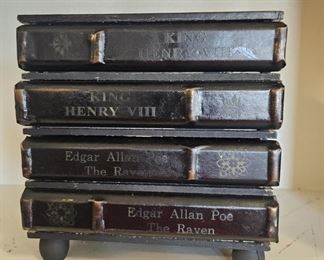 KING
HENRY VIII
KING
HENRY VIII
Edgar Allan Poe
The Raven
Edgar Allan Poe
The Raven